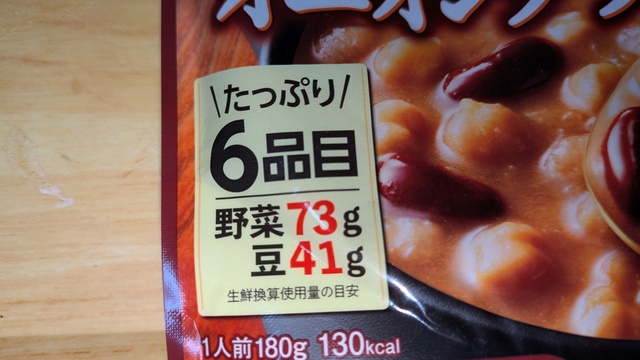 \たっぷり/
6品目
野菜73g
豆41g
生鮮換算使用量の目安
1人前180g 130kcal